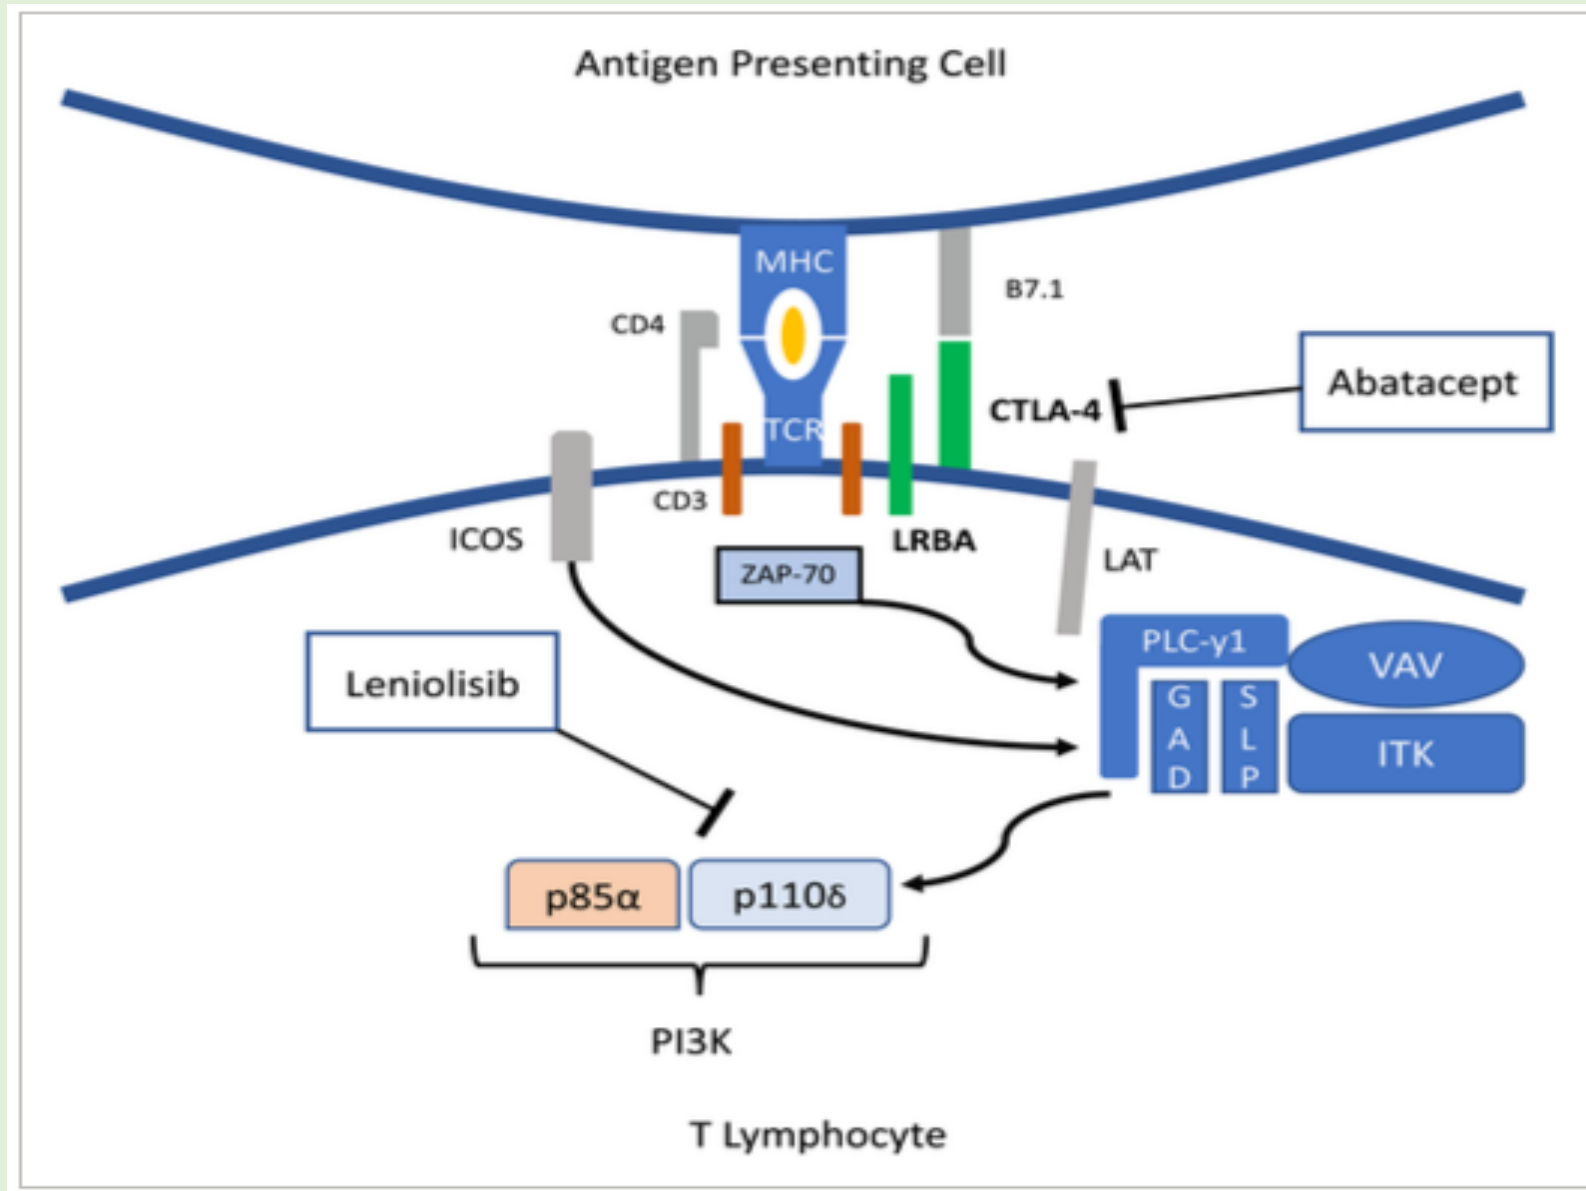 Antigen Presenting Cell
MHC
B7.1
CD4
Abatacept
CTLA-4
TCR
CD3
ICOS
LRBA
LAT
ZAP-70
PLC-y1
VAV
Leniolisib
GAD
SLP
ITK
p85α
p110δ
PI3K
T Lymphocyte